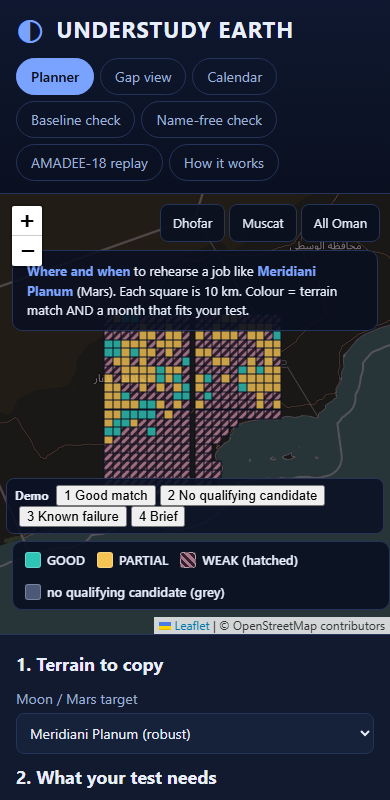 UNDERSTUDY EARTH
Planner
Gap view
Calendar
Baseline check
Name-free check
AMADEE-18 replay
How it works
+
Dhofar
Muscat
All Oman
−
محافظة الوسطى
Where and when to rehearse a job like Meridiani
Planum (Mars). Each square is 10 km. Colour = terrain
match AND a month that fits your test.
Demo
1 Good match
2 No qualifying candidate
3 Known failure
4 Brief
GOOD
PARTIAL
WEAK (hatched)
no qualifying candidate (grey)
Leaflet | © OpenStreetMap contributors
1. Terrain to copy
Moon / Mars target
Meridiani Planum (robust)
2. What your test needs